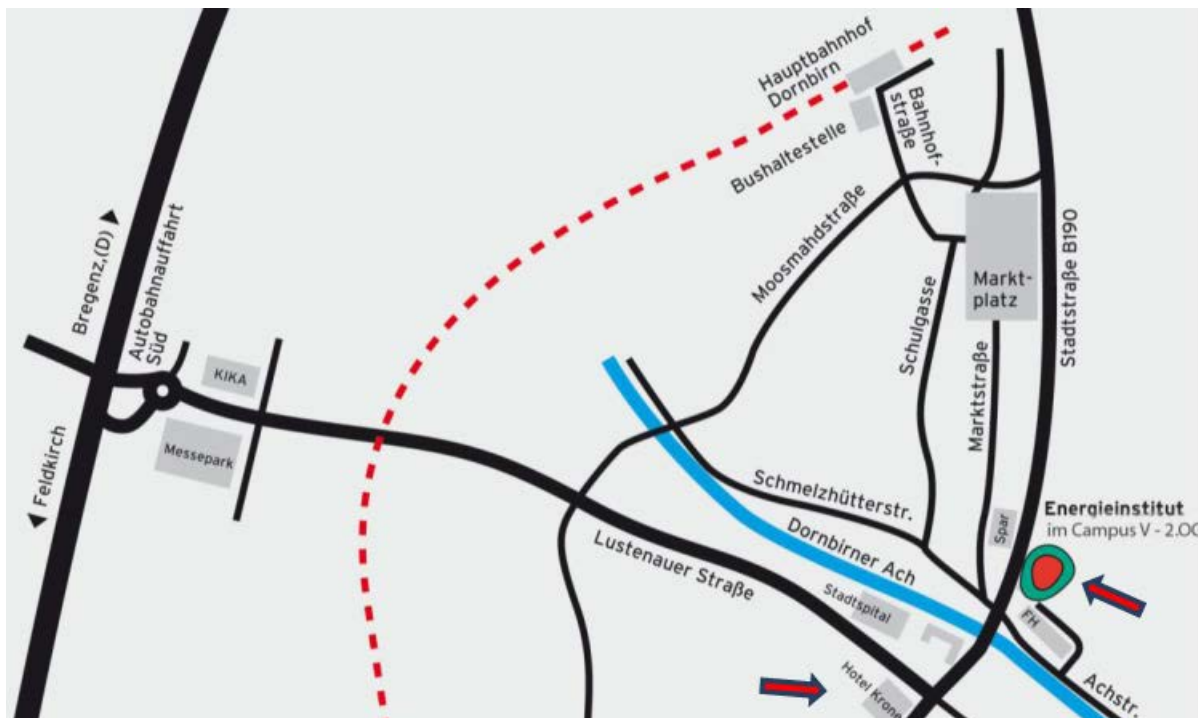 Hauptbahnhof
Dornbirn
Bahnhof-
straße
Bushaltestelle
Moosmahdstraße
Bregenz,(D)
Autobahnauffahrt
Süd
Feldkirch
KIKA
Messepark
Schulgasse
Markt-
platz
Marktstraße
Stadtstraße B190
Schmelzhütterstr.
Dornbirner Ach
Lustenauer Straße
Spar
Energieinstitut
im Campus V - 2.OG
Stadtspital
FH
Hotel Krone
Achstr.